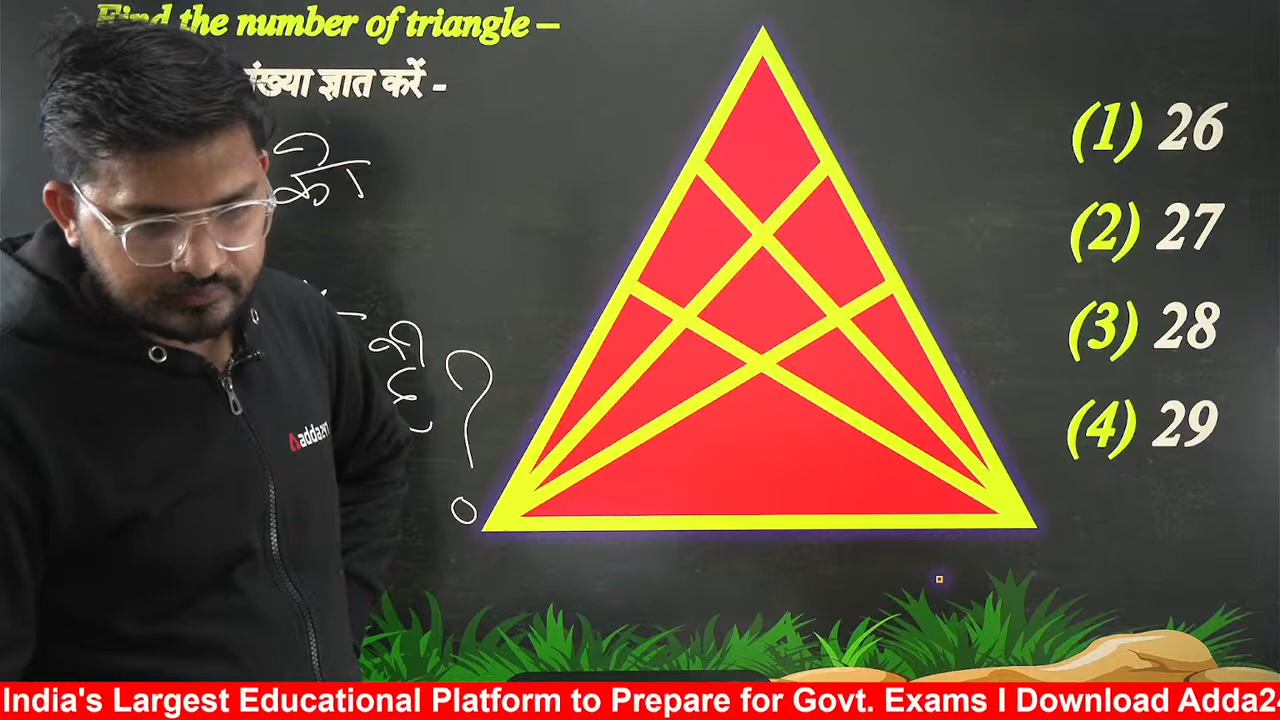 Find the number of triangle –
संख्या ज्ञात करें -
(1) 26
(2) 27
(3) 28
(4) 29
का
की
?
adda247
India's Largest Educational Platform to Prepare for Govt. Exams I Download Adda2